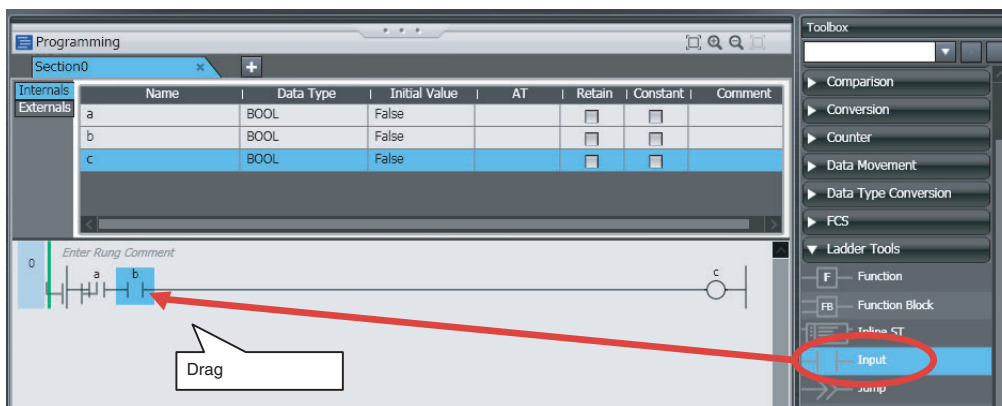 Programming
Section0 × +
Internals
Externals
Name Data Type Initial Value AT Retain Constant Comment
a BOOL False
b BOOL False
c BOOL False
0
Enter Rung Comment
a b c
Drag
Toolbox
Comparison
Conversion
Counter
Data Movement
Data Type Conversion
FCS
Ladder Tools
F Function
FB Function Block
Inline ST
Input
Jump